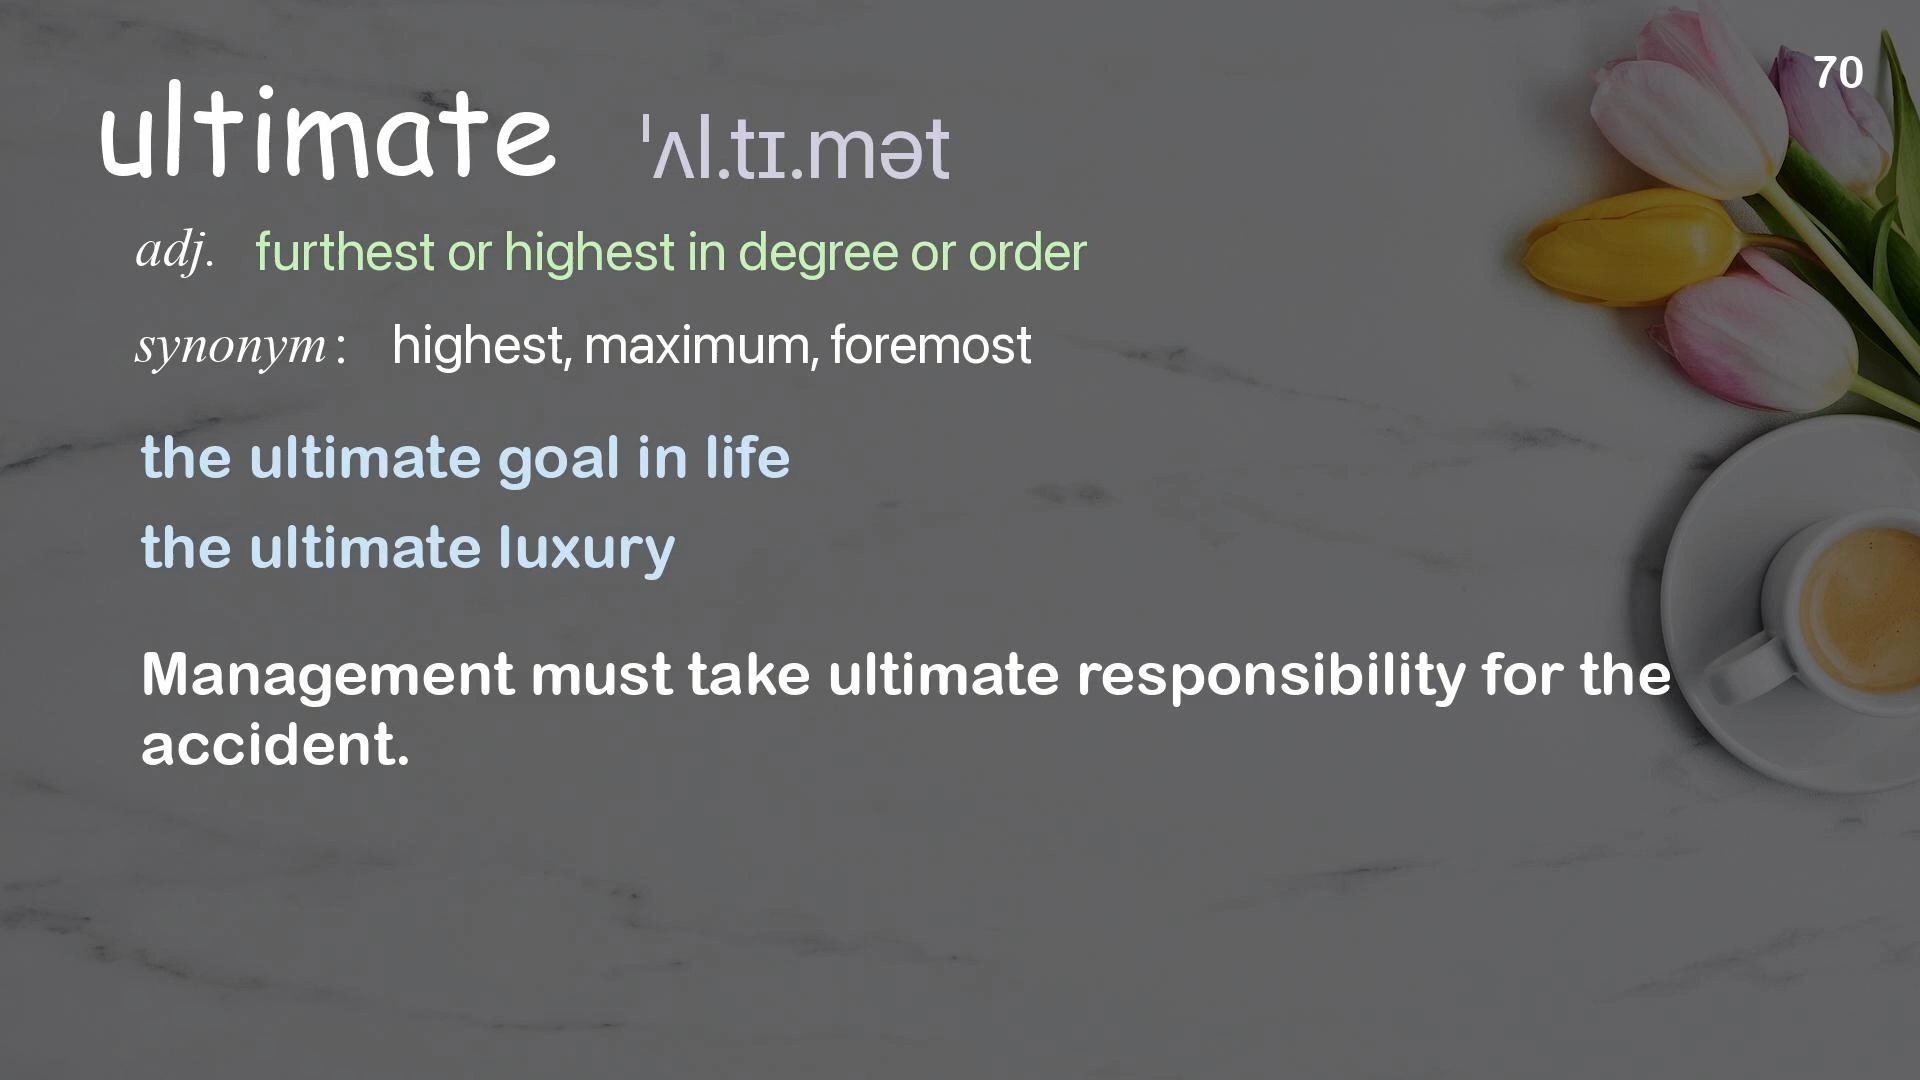 70
ultimate ˈʌl.tɪ.mət
adj. furthest or highest in degree or order
synonym: highest, maximum, foremost
the ultimate goal in life
the ultimate luxury
Management must take ultimate responsibility for the
accident.